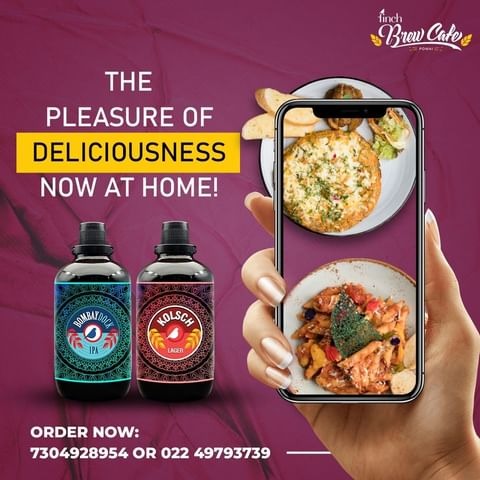 finch
Brew Cafe
POWAI
THE
PLEASURE OF
DELICIOUSNESS
NOW AT HOME!
BOMBAY DOCK
IPA
KOLSCH
LAGER
ORDER NOW:
7304928954 OR 022 49793739